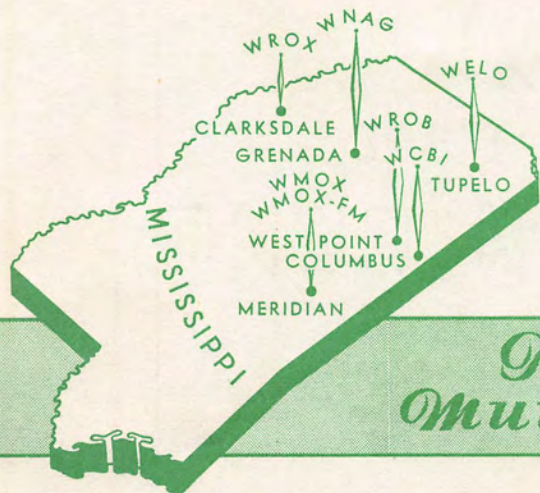 WROX
WNAG
WELO
CLARKSDALE
WROB
GRENADA
WCBI
WMOX
WMOX-FM
TUPELO
WEST POINT
COLUMBUS
MERIDIAN
MISSISSIPPI